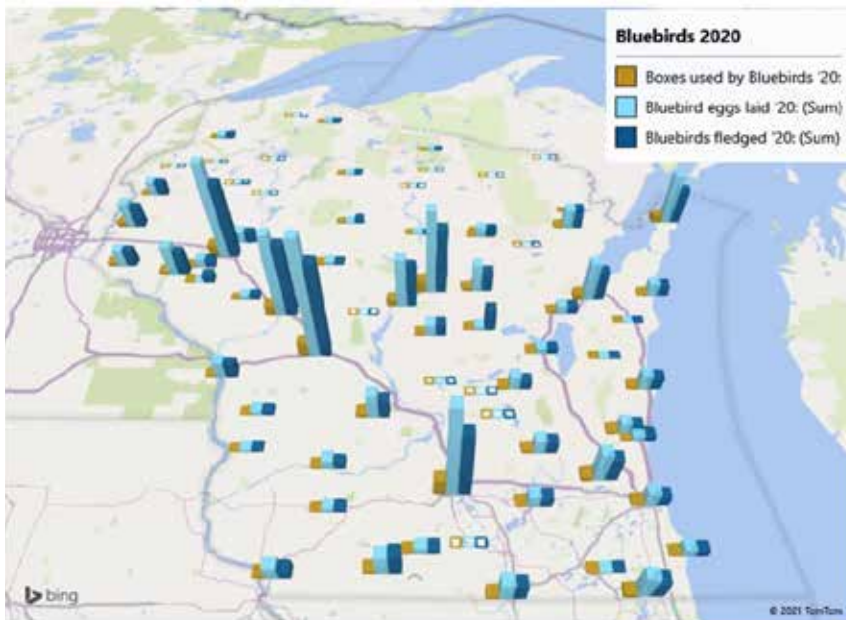 Bluebirds 2020
Boxes used by Bluebirds '20:
Bluebird eggs laid '20: (Sum)
Bluebirds fledged '20: (Sum)
bing
© 2021 TomTom